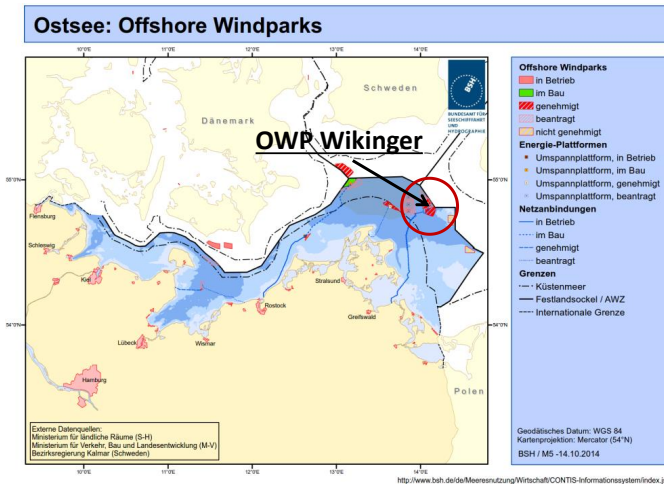 Ostsee: Offshore Windparks
10°0'E 11°0'E 12°0'E 13°0'E 14°0'E
Schweden
BSH
BUNDESAMT FÜR
SEESCHIFFFAHRT
UND
HYDROGRAPHIE
Dänemark
OWP Wikinger
55°0'N 55°0'N
Flensburg
Schleswig
Kiel
Stralsund
Rostock
Greifswald
54°0'N 54°0'N
Lübeck
Wismar
Hamburg
Polen
Externe Datenquellen:
Ministerium für ländliche Räume (S-H)
Ministerium für Verkehr, Bau und Landesentwicklung (M-V)
Bezirksregierung Kalmar (Schweden)
10°0'E 11°0'E 12°0'E 13°0'E 14°0'E
Offshore Windparks
in Betrieb
im Bau
genehmigt
beantragt
nicht genehmigt
Energie-Plattformen
Umspannplattform, in Betrieb
Umspannplattform, im Bau
Umspannplattform, genehmigt
Umspannplattform, beantragt
Netzanbindungen
in Betrieb
im Bau
genehmigt
beantragt
Grenzen
Küstenmeer
Festlandsockel / AWZ
Internationale Grenze
Geodätisches Datum: WGS 84
Kartenprojektion: Mercator (54°N)
BSH / M5 -14.10.2014
http://www.bsh.de/de/Meeresnutzung/Wirtschaft/CONTIS-Informationssystem/index.j